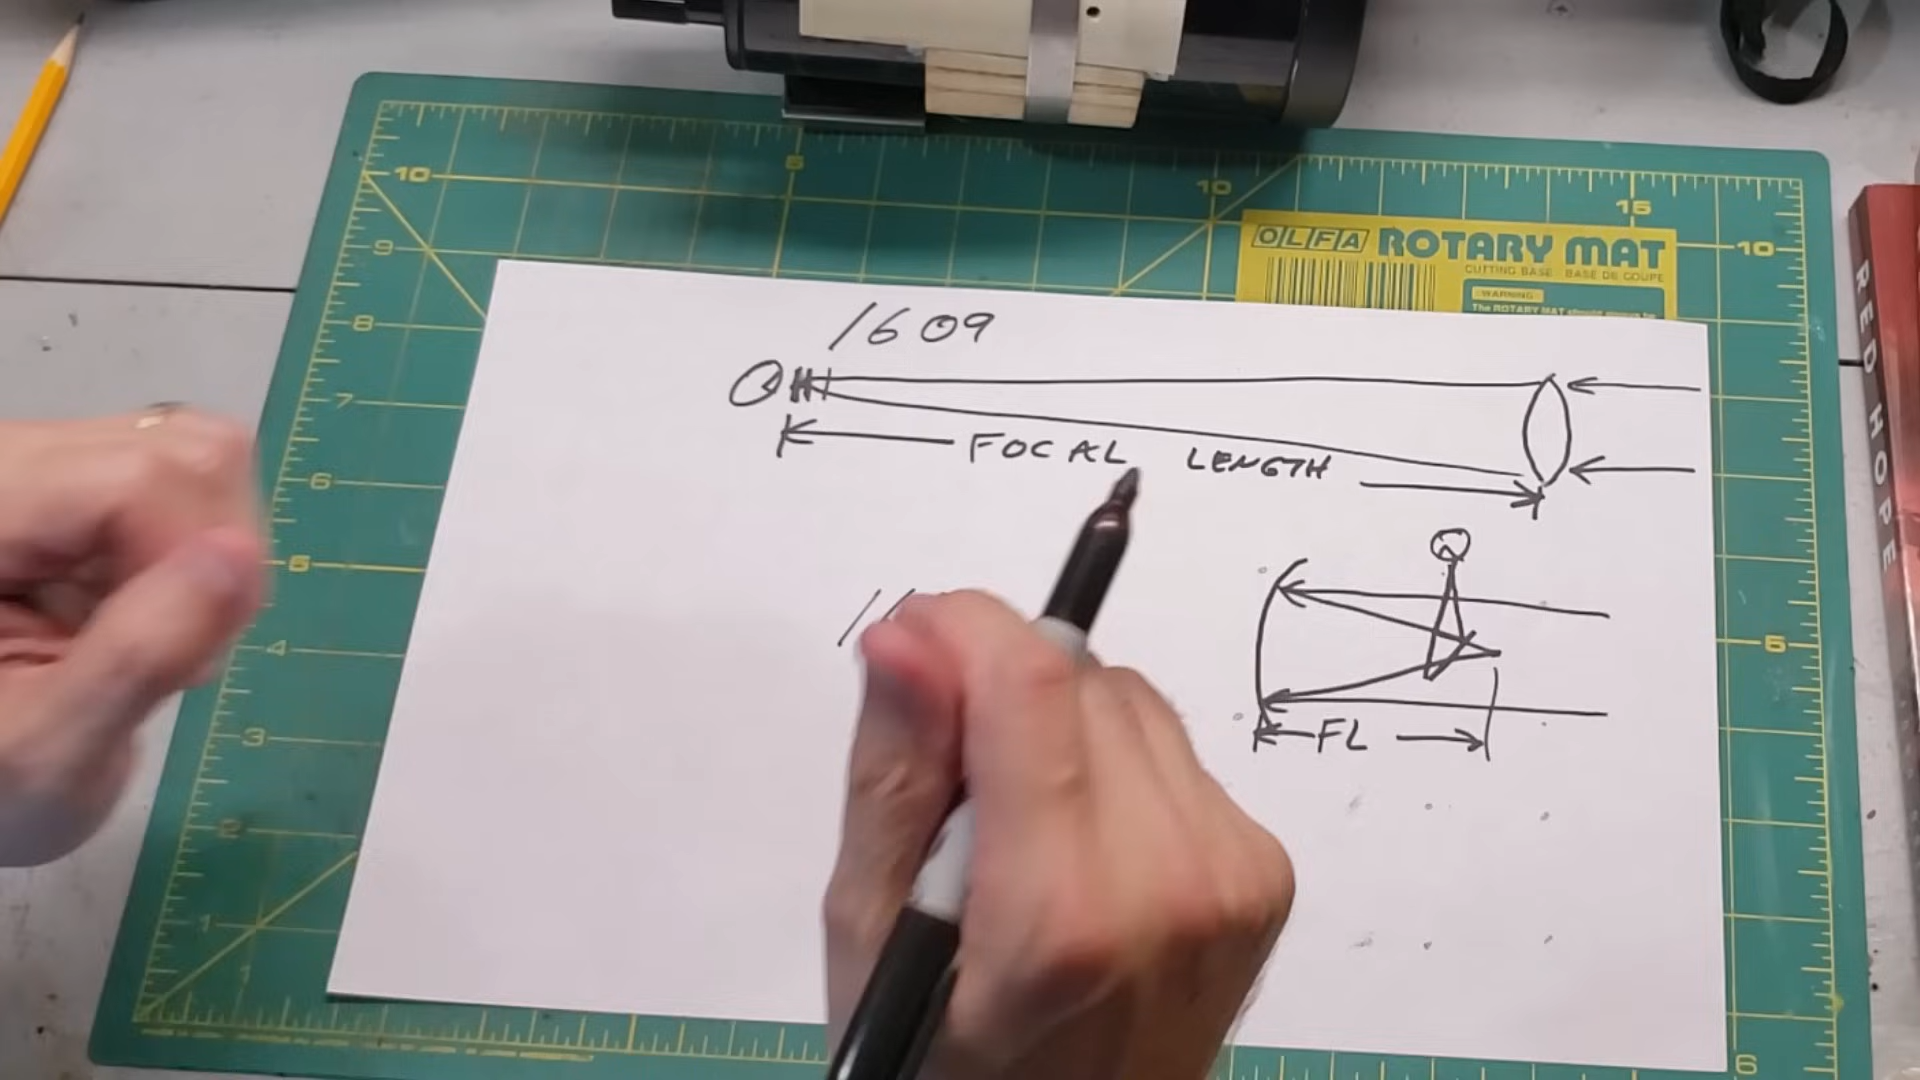 10
5
10
15
9
OLFA ROTARY MAT
10
CUTTING BASE BASE DE COUPE
WARNING
8
1609
7
FOCAL LENGTH
6
RED HOPE
5
4
5
3
FL
2
1
6